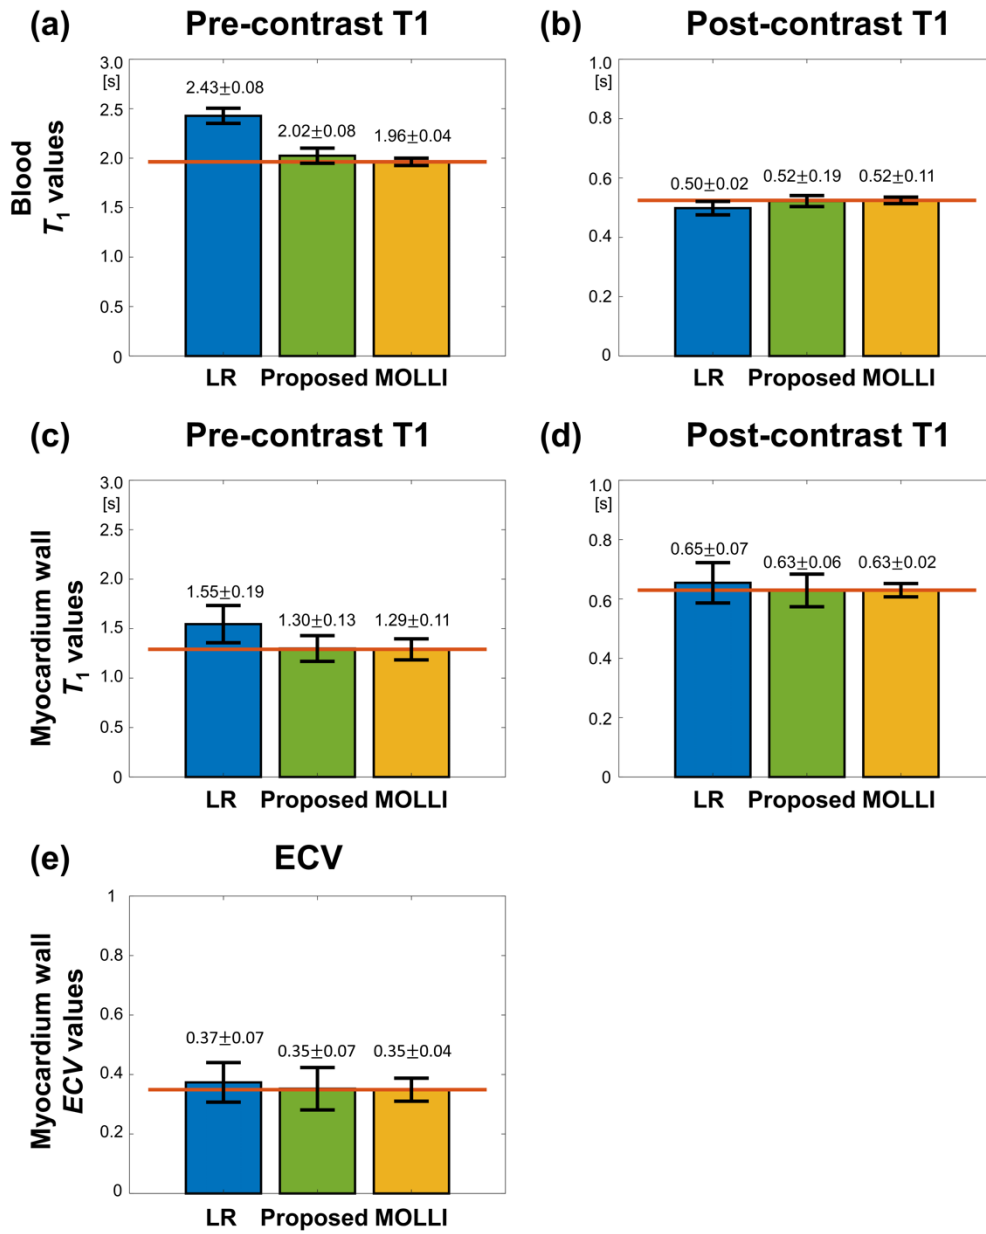 (a) Pre-contrast T1
3.0
[s]
2.5
2.0
1.5
1.0
0.5
0
2.43±0.08
2.02±0.08
1.96±0.04
Blood
T1 values
LR Proposed MOLLI
(b) Post-contrast T1
1.0
[s]
0.8
0.6
0.4
0.2
0
0.50±0.02
0.52±0.19
0.52±0.11
LR Proposed MOLLI
(c) Pre-contrast T1
3.0
[s]
2.5
2.0
1.5
1.0
0.5
0
1.55±0.19
1.30±0.13
1.29±0.11
Myocardium wall
T1 values
LR Proposed MOLLI
(d) Post-contrast T1
1.0
[s]
0.8
0.6
0.4
0.2
0
0.65±0.07
0.63±0.06
0.63±0.02
LR Proposed MOLLI
(e) ECV
1
0.8
0.6
0.4
0.2
0
0.37±0.07
0.35±0.07
0.35±0.04
Myocardium wall
ECV values
LR Proposed MOLLI